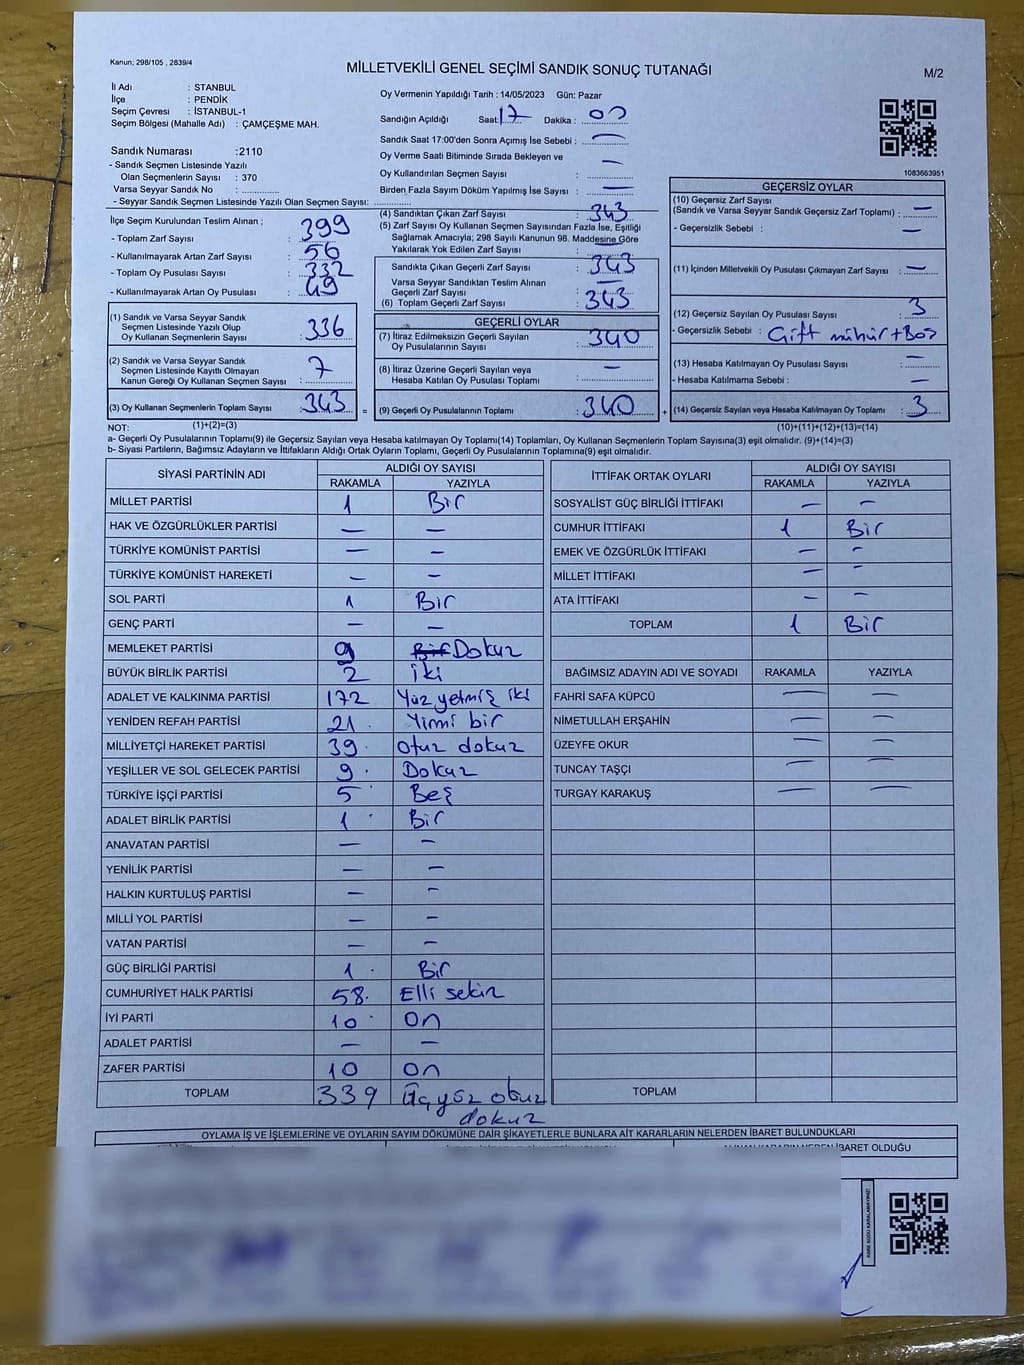 Kanun; 298/105 , 2839/4
MİLLETVEKİLİ GENEL SEÇİMİ SANDIK SONUÇ TUTANAĞI
M/2
İl Adı : STANBUL
İlçe : PENDİK
Seçim Çevresi : İSTANBUL-1
Seçim Bölgesi (Mahalle Adı) : ÇAMÇEŞME MAH.
Sandık Numarası :2110
- Sandık Seçmen Listesinde Yazılı
Olan Seçmenlerin Sayısı : 370
Varsa Seyyar Sandık No :
- Seyyar Sandık Seçmen Listesinde Yazılı Olan Seçmen Sayısı:
Oy Vermenin Yapıldığı Tarih : 14/05/2023 Gün: Pazar
Sandığın Açıldığı Saat: 17 Dakika : 00
Sandık Saat 17:00'den Sonra Açımış İse Sebebi : —
Oy Verme Saati Bitiminde Sırada Bekleyen ve
Oy Kullandırılan Seçmen Sayısı : —
Birden Fazla Sayım Döküm Yapılmış İse Sayısı : —
1083663951
İlçe Seçim Kurulundan Teslim Alınan ;
- Toplam Zarf Sayısı : 399
- Kullanılmayarak Artan Zarf Sayısı : 56
- Toplam Oy Pusulası Sayısı : 332
- Kullanılmayarak Artan Oy Pusulası : 49
(1) Sandık ve Varsa Seyyar Sandık
Seçmen Listesinde Yazılı Olup
Oy Kullanan Seçmenlerin Sayısı : 336
(2) Sandık ve Varsa Seyyar Sandık
Seçmen Listesinde Kayıtlı Olmayan
Kanun Gereği Oy Kullanan Seçmen Sayısı : 7
(3) Oy Kullanan Seçmenlerin Toplam Sayısı : 343
(1)+(2)=(3)
(4) Sandıktan Çıkan Zarf Sayısı : 343
(5) Zarf Sayısı Oy Kullanan Seçmen Sayısından Fazla İse, Eşitliği
Sağlamak Amacıyla; 298 Sayılı Kanunun 98. Maddesine Göre
Yakılarak Yok Edilen Zarf Sayısı : —
Sandıkta Çıkan Geçerli Zarf Sayısı : 343
Varsa Seyyar Sandıktan Teslim Alınan
Geçerli Zarf Sayısı : —
(6) Toplam Geçerli Zarf Sayısı : 343
GEÇERLİ OYLAR
(7) İtiraz Edilmeksizin Geçerli Sayılan
Oy Pusulalarının Sayısı : 340
(8) İtiraz Üzerine Geçerli Sayılan veya
Hesaba Katılan Oy Pusulası Toplamı : —
= (9) Geçerli Oy Pusulalarının Toplamı : 340
GEÇERSİZ OYLAR
(10) Geçersiz Zarf Sayısı
(Sandık ve Varsa Seyyar Sandık Geçersiz Zarf Toplamı) : —
- Geçersizlik Sebebi : —
(11) İçinden Milletvekili Oy Pusulası Çıkmayan Zarf Sayısı : —
(12) Geçersiz Sayılan Oy Pusulası Sayısı : 3
- Geçersizlik Sebebi : Çift mühür + Boş
(13) Hesaba Katılmayan Oy Pusulası Sayısı : —
- Hesaba Katılmama Sebebi : —
+ (14) Geçersiz Sayılan veya Hesaba Katılmayan Oy Toplamı : 3
(10)+(11)+(12)+(13)=(14)
NOT:
a- Geçerli Oy Pusulalarının Toplamı(9) ile Geçersiz Sayılan veya Hesaba katılmayan Oy Toplamı(14) Toplamları, Oy Kullanan Seçmenlerin Toplam Sayısına(3) eşit olmalıdır. (9)+(14)=(3)
b- Siyasi Partilerin, Bağımsız Adayların ve İttifakların Aldığı Ortak Oyların Toplamı, Geçerli Oy Pusulalarının Toplamına(9) eşit olmalıdır.
SİYASİ PARTİNİN ADI ALDIĞI OY SAYISI
RAKAMLA YAZIYLA
MİLLET PARTİSİ 1 Bir
HAK VE ÖZGÜRLÜKLER PARTİSİ — —
TÜRKİYE KOMÜNİST PARTİSİ — —
TÜRKİYE KOMÜNİST HAREKETİ — —
SOL PARTİ 1 Bir
GENÇ PARTİ — —
MEMLEKET PARTİSİ 9 Bir Dokuz
BÜYÜK BİRLİK PARTİSİ 2 iki
ADALET VE KALKINMA PARTİSİ 172 Yüz yetmiş iki
YENİDEN REFAH PARTİSİ 21 Yirmi bir
MİLLİYETÇİ HAREKET PARTİSİ 39 Otuz dokuz
YEŞİLLER VE SOL GELECEK PARTİSİ 9 Dokuz
TÜRKİYE İŞÇİ PARTİSİ 5 Beş
ADALET BİRLİK PARTİSİ 1 Bir
ANAVATAN PARTİSİ — —
YENİLİK PARTİSİ — —
HALKIN KURTULUŞ PARTİSİ — —
MİLLİ YOL PARTİSİ — —
VATAN PARTİSİ — —
GÜÇ BİRLİĞİ PARTİSİ 1 Bir
CUMHURİYET HALK PARTİSİ 58 Elli sekiz
İYİ PARTİ 10 On
ADALET PARTİSİ — —
ZAFER PARTİSİ 10 On
TOPLAM 339 Üçyüz otuz
dokuz
İTTİFAK ORTAK OYLARI ALDIĞI OY SAYISI
RAKAMLA YAZIYLA
SOSYALİST GÜÇ BİRLİĞİ İTTİFAKI — —
CUMHUR İTTİFAKI 1 Bir
EMEK VE ÖZGÜRLÜK İTTİFAKI — —
MİLLET İTTİFAKI — —
ATA İTTİFAKI — —
TOPLAM 1 Bir
BAĞIMSIZ ADAYIN ADI VE SOYADI RAKAMLA YAZIYLA
FAHRİ SAFA KÜPCÜ — —
NİMETULLAH ERŞAHİN — —
ÜZEYFE OKUR — —
TUNCAY TAŞÇI — —
TURGAY KARAKUŞ — —
TOPLAM
OYLAMA İŞ VE İŞLEMLERİNE VE OYLARIN SAYIM DÖKÜMÜNE DAİR ŞİKAYETLERLE BUNLARA AİT KARARLARIN NELERDEN İBARET BULUNDUKLARI
İBARET OLDUĞU
KARE KODU KARALAMAYINIZ!